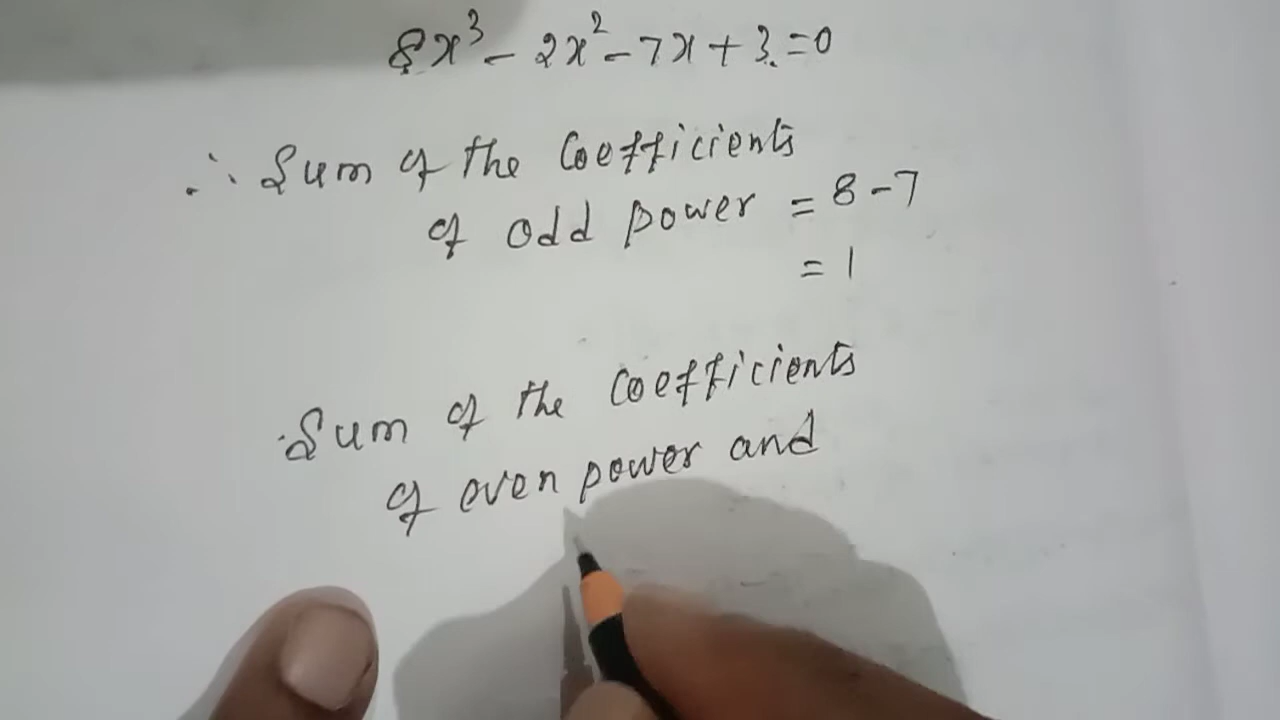 8x³ - 2x² - 7x + 3 = 0
∴ Sum of the Coefficients
of odd power = 8 - 7
= 1
Sum of the Coefficients
of even power and